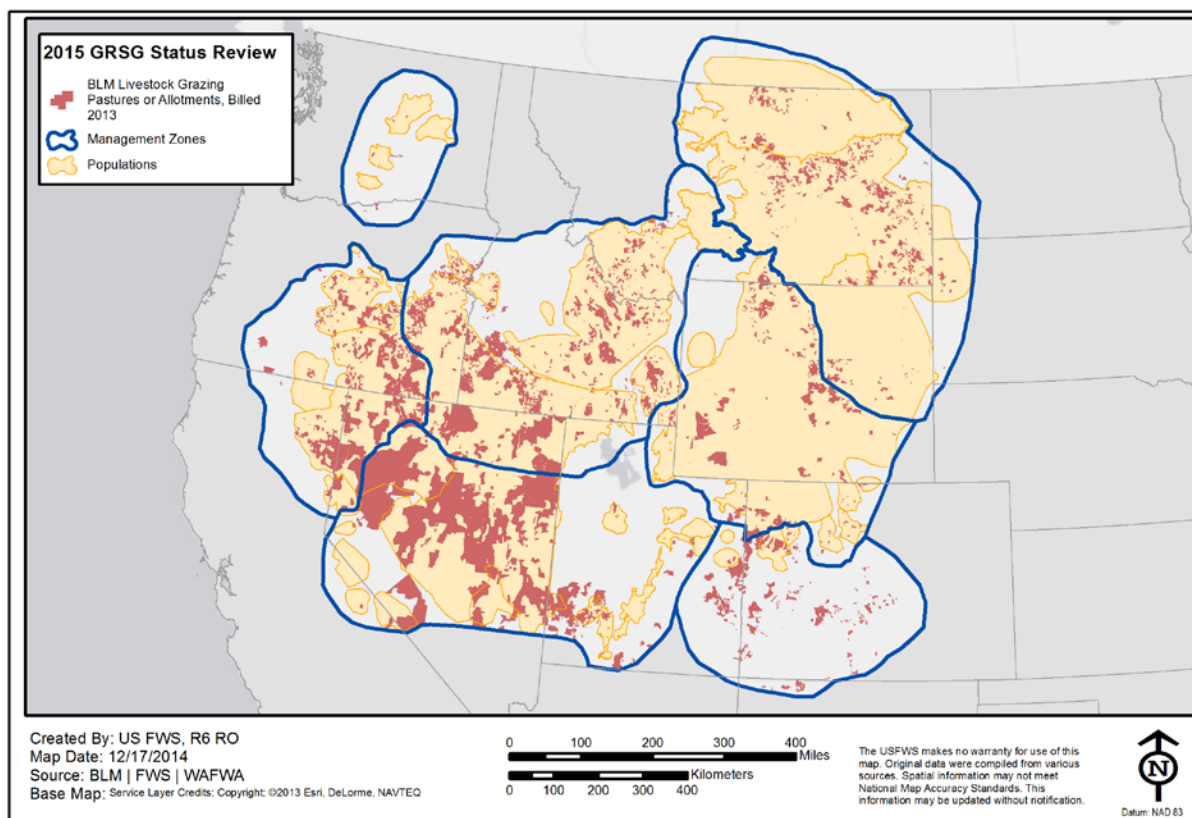 2015 GRSG Status Review
BLM Livestock Grazing
Pastures or Allotments, Billed
2013
Management Zones
Populations
Created By: US FWS, R6 RO
Map Date: 12/17/2014
Source: BLM | FWS | WAFWA
Base Map: Service Layer Credits: Copyright: ©2013 Esri, DeLorme, NAVTEQ
0 100 200 300 400
Miles
Kilometers
0 100 200 300 400
The USFWS makes no warranty for use of this
map. Original data were compiled from various
sources. Spatial information may not meet
National Map Accuracy Standards. This
information may be updated without notification.
N
Datum: NAD 83